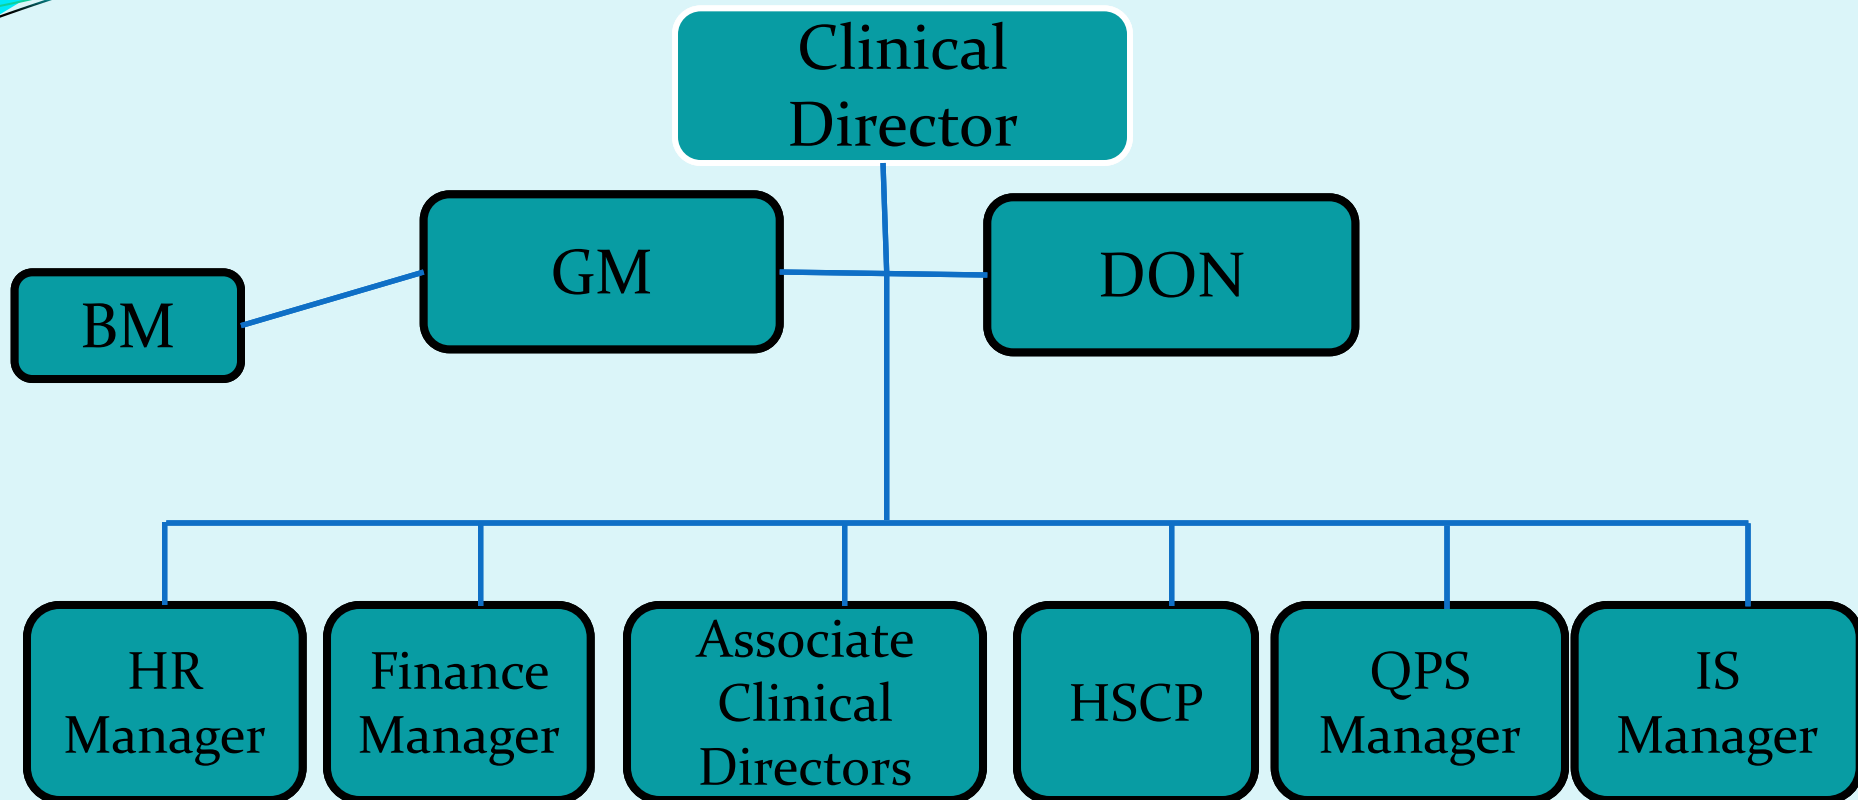 Clinical
Director
GM
DON
BM
HR
Manager
Finance
Manager
Associate
Clinical
Directors
HSCP
QPS
Manager
IS
Manager